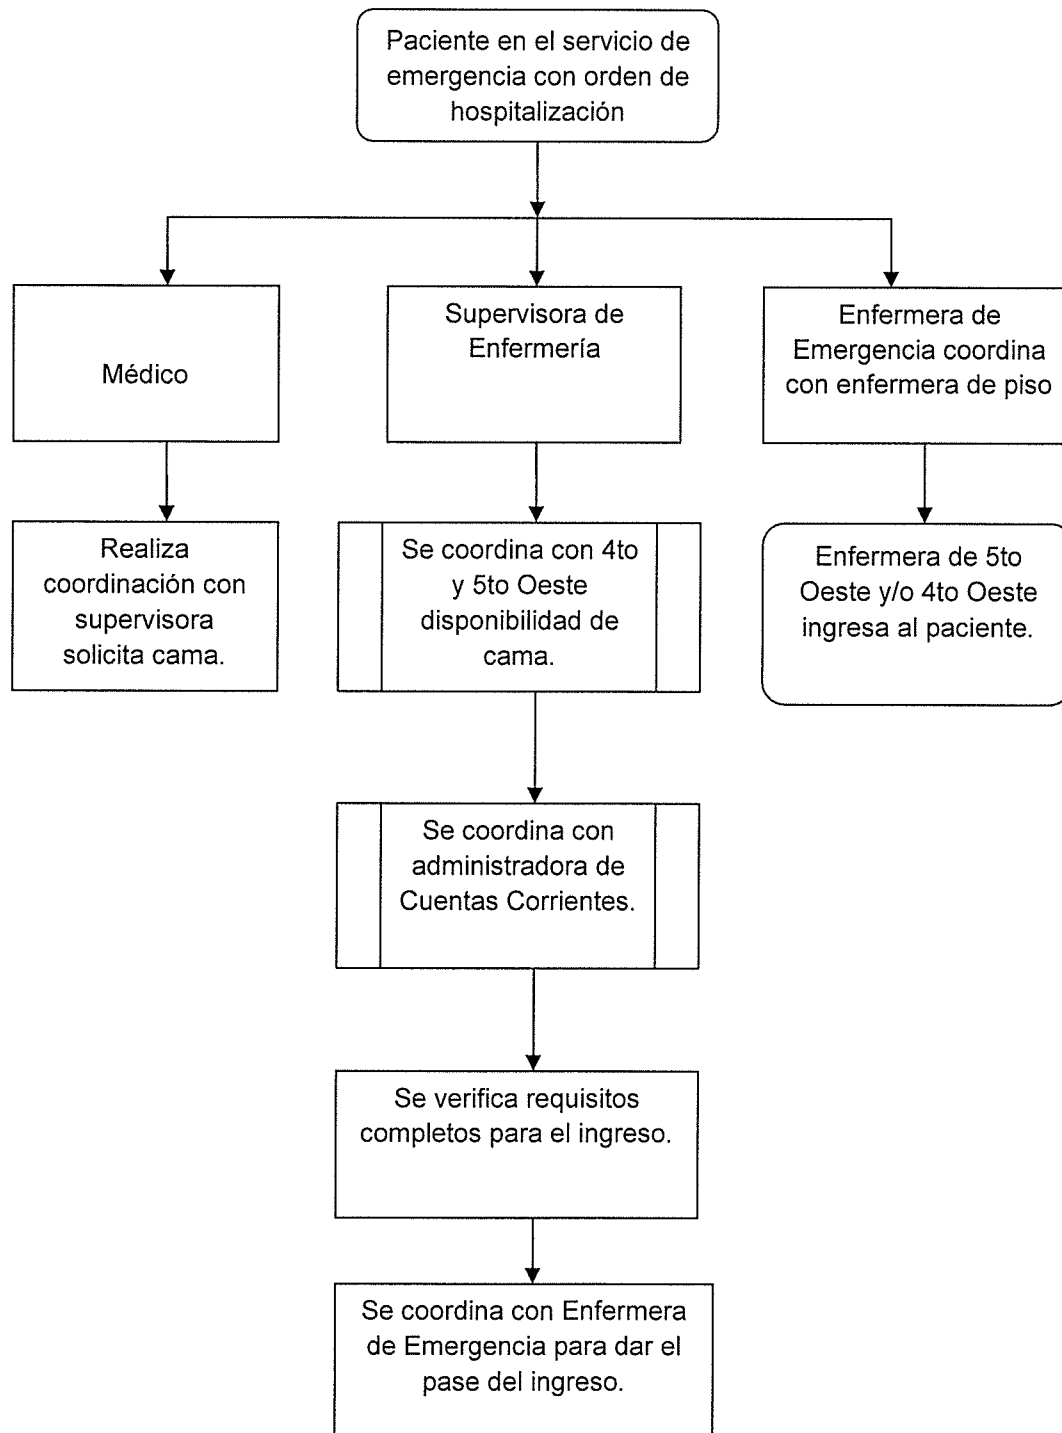 Paciente en el servicio de
emergencia con orden de
hospitalización
Médico
Supervisora de
Enfermería
Enfermera de
Emergencia coordina
con enfermera de piso
Realiza
coordinación con
supervisora
solicita cama.
Se coordina con 4to
y 5to Oeste
disponibilidad de
cama.
Enfermera de 5to
Oeste y/o 4to Oeste
ingresa al paciente.
Se coordina con
administradora de
Cuentas Corrientes.
Se verifica requisitos
completos para el ingreso.
Se coordina con Enfermera
de Emergencia para dar el
pase del ingreso.